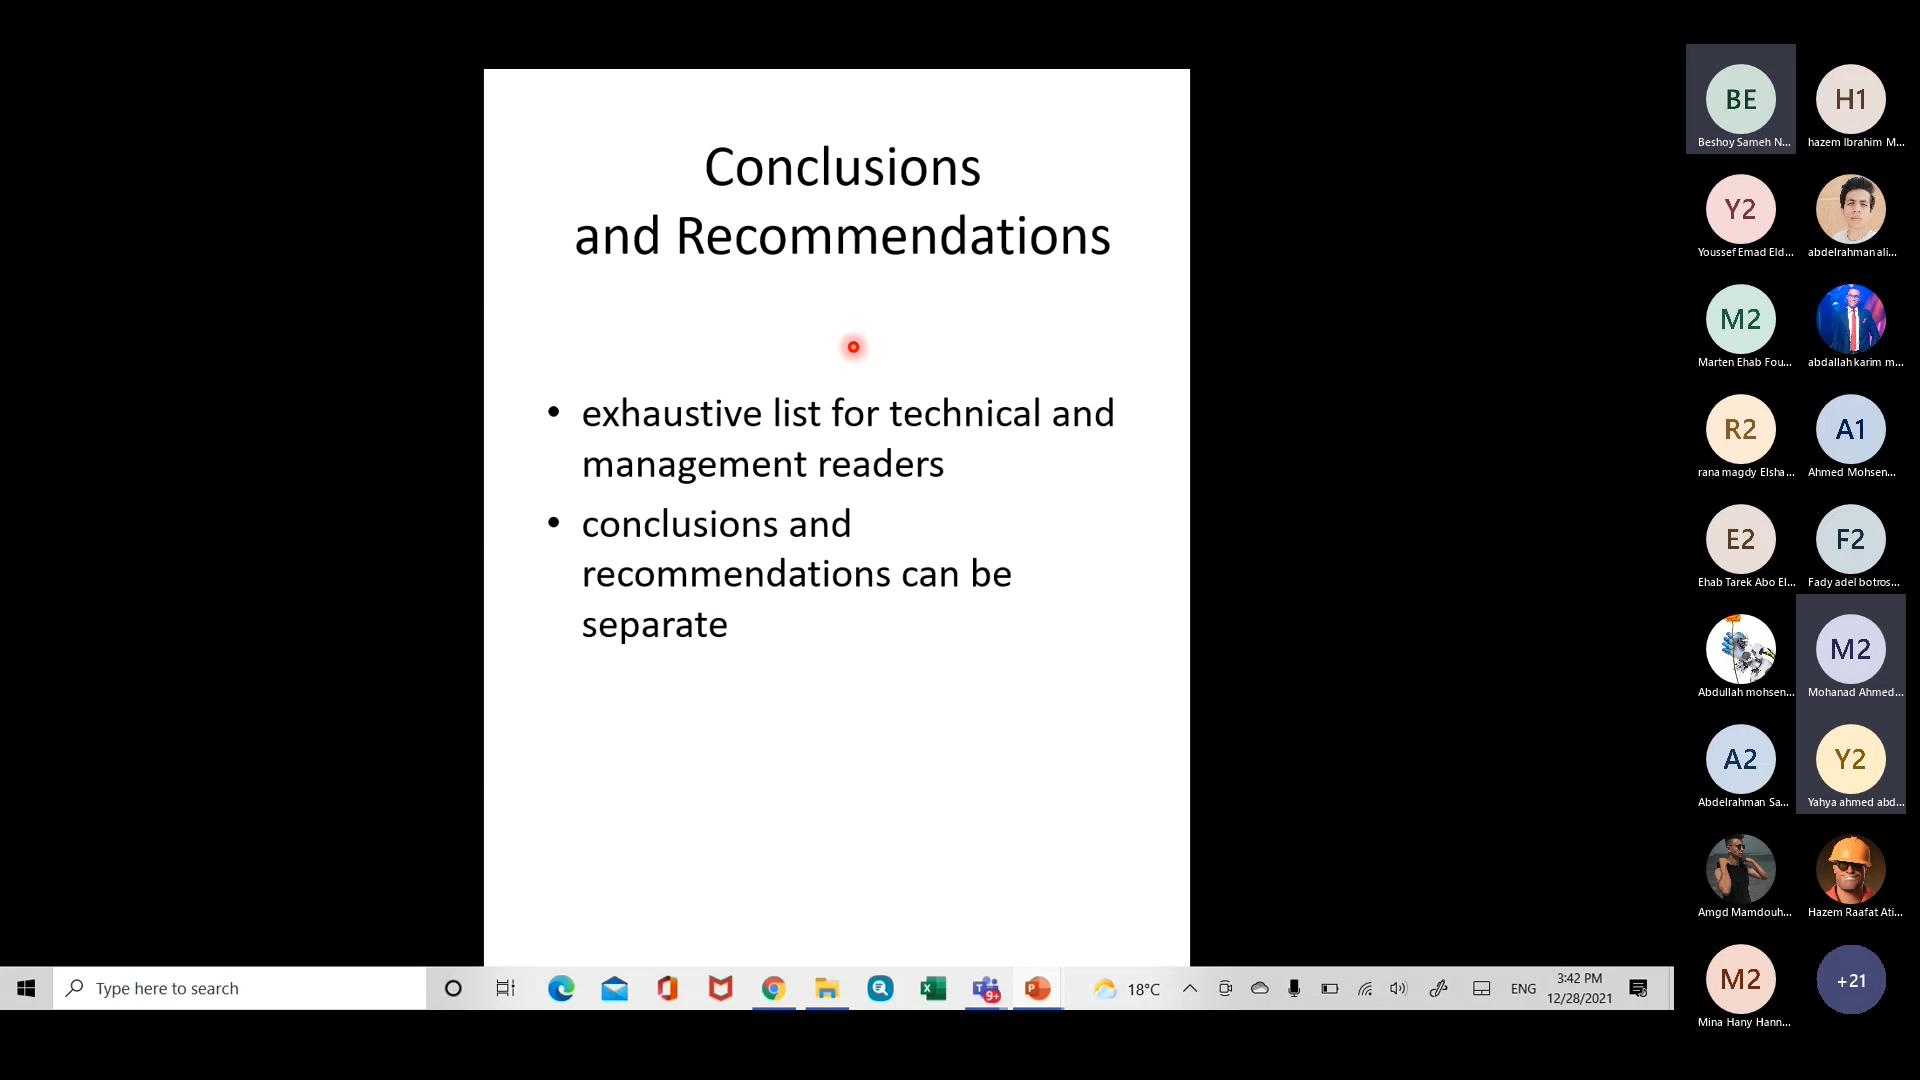 Conclusions
and Recommendations
• exhaustive list for technical and
management readers
• conclusions and
recommendations can be
separate
BE
Beshoy Sameh N...
H1
hazem Ibrahim M...
Y2
Youssef Emad Eld...
abdelrahman ali...
M2
Marten Ehab Fou...
abdallah karim m...
R2
rana magdy Elsha...
A1
Ahmed Mohsen...
E2
Ehab Tarek Abo El...
F2
Fady adel botros...
Abdullah mohsen...
M2
Mohanad Ahmed...
A2
Abdelrahman Sa...
Y2
Yahya ahmed abd...
Amgd Mamdouh...
Hazem Raafat Ati...
M2
Mina Hany Hann...
+21
Type here to search
9+
18°C
ENG
3:42 PM
12/28/2021